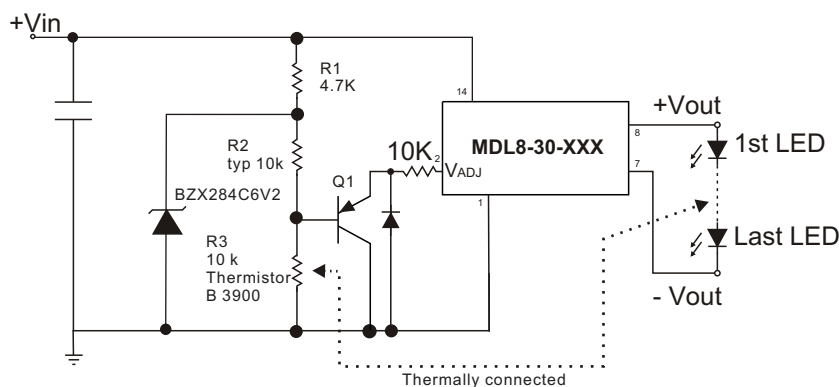 +Vin
R1
4.7K
R2
typ 10k
BZX284C6V2
R3
10 k
Thermistor
B 3900
Q1
10K
2
VADJ
14
MDL8-30-XXX
1
8
7
+Vout
1st LED
Last LED
- Vout
Thermally connected